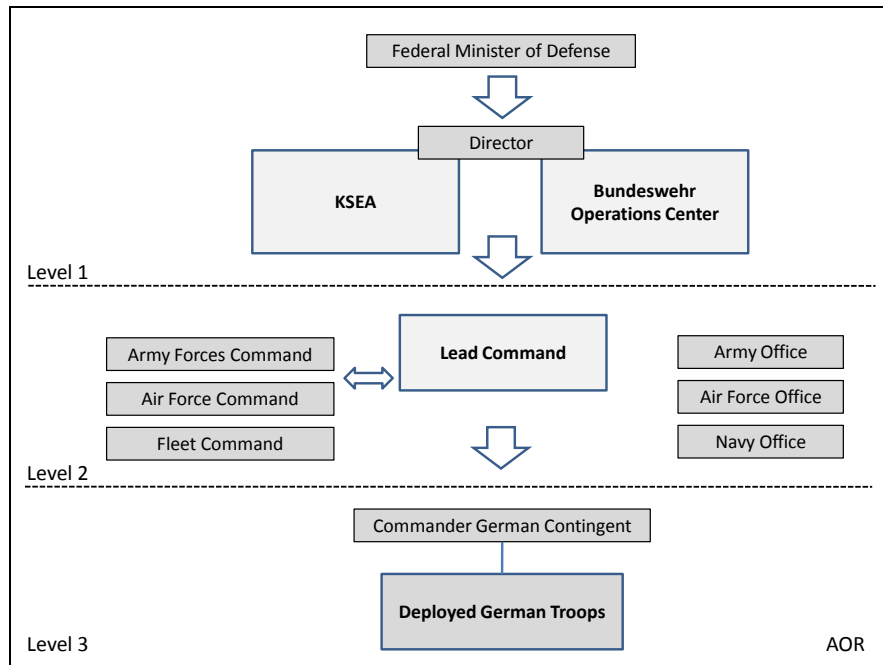 Federal Minister of Defense
Director
KSEA
Bundeswehr
Operations Center
Level 1
Army Forces Command
Air Force Command
Fleet Command
Lead Command
Army Office
Air Force Office
Navy Office
Level 2
Commander German Contingent
Deployed German Troops
Level 3
AOR